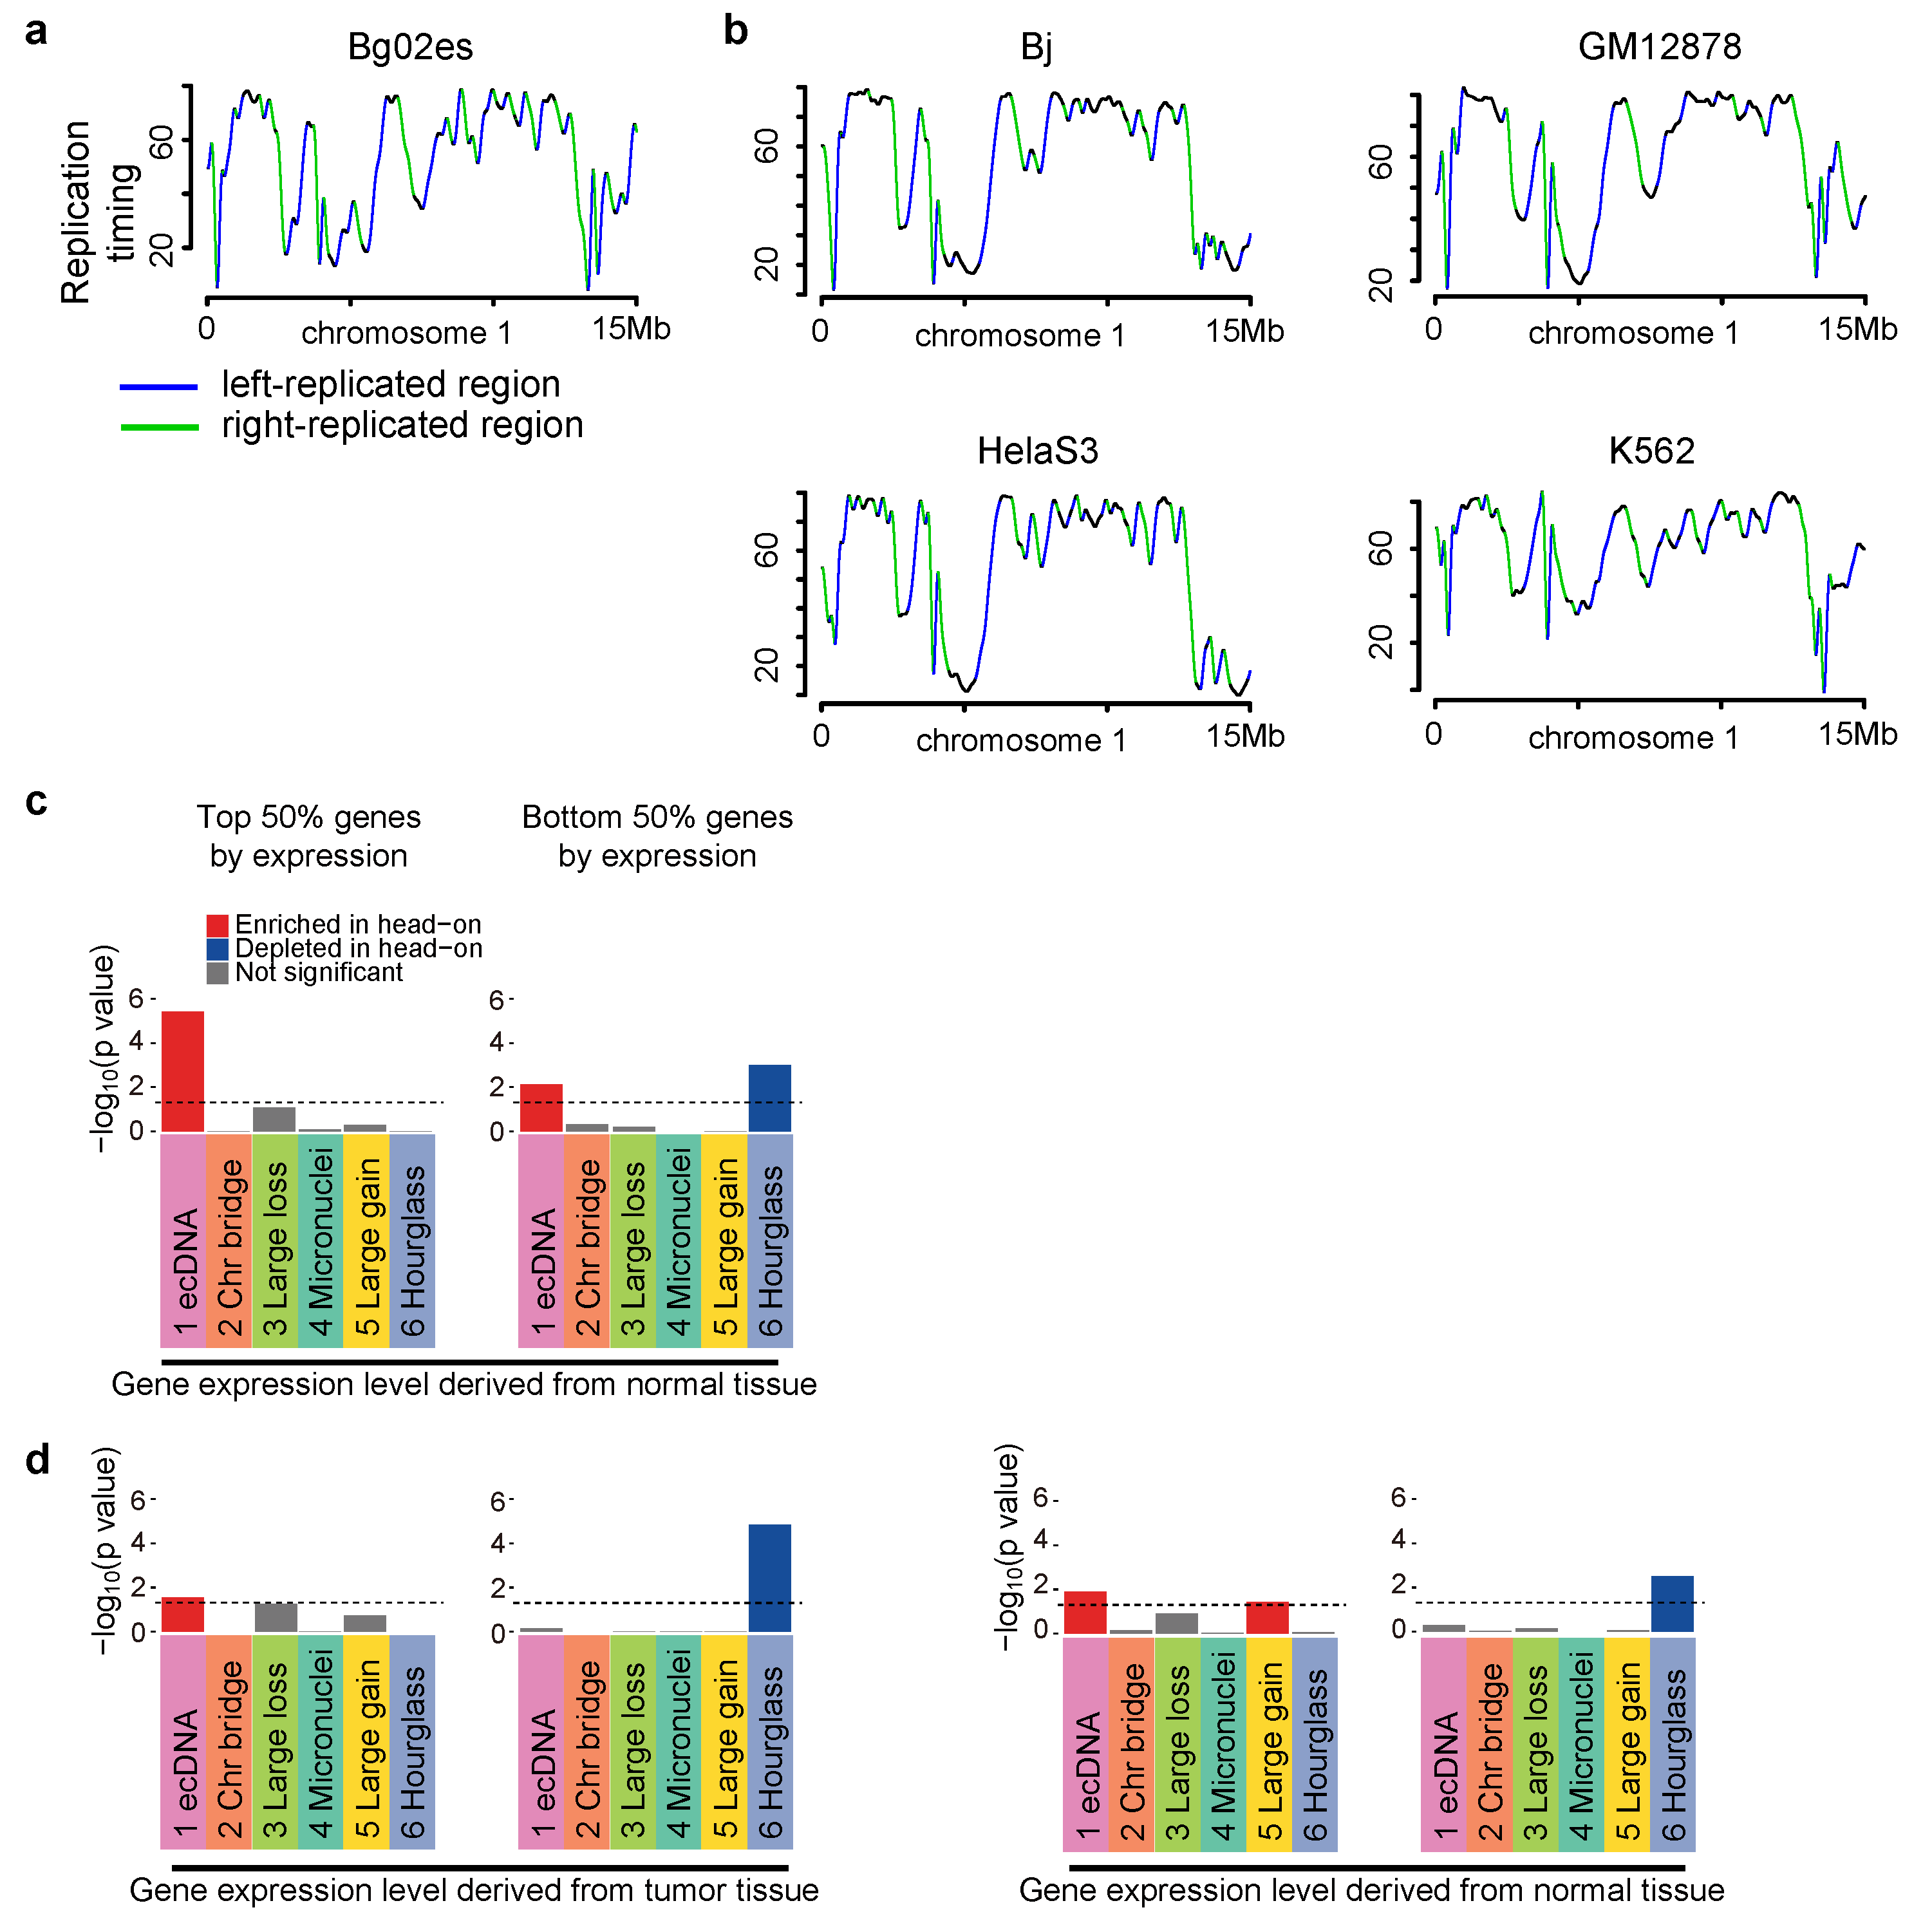 a
Bg02es
Replication
timing
60
20
0
chromosome 1
15Mb
left-replicated region
right-replicated region
b
Bj
60
20
0
chromosome 1
15Mb
GM12878
60
20
0
chromosome 1
15Mb
HelaS3
60
20
0
chromosome 1
15Mb
K562
60
20
0
chromosome 1
15Mb
c
Top 50% genes
by expression
Bottom 50% genes
by expression
Enriched in head−on
Depleted in head−on
Not significant
−log10(p value)
6
4
2
0
1 ecDNA
2 Chr bridge
3 Large loss
4 Micronuclei
5 Large gain
6 Hourglass
6
4
2
0
1 ecDNA
2 Chr bridge
3 Large loss
4 Micronuclei
5 Large gain
6 Hourglass
Gene expression level derived from normal tissue
d
−log10(p value)
6
4
2
0
1 ecDNA
2 Chr bridge
3 Large loss
4 Micronuclei
5 Large gain
6 Hourglass
6
4
2
0
1 ecDNA
2 Chr bridge
3 Large loss
4 Micronuclei
5 Large gain
6 Hourglass
Gene expression level derived from tumor tissue
−log10(p value)
6
4
2
0
1 ecDNA
2 Chr bridge
3 Large loss
4 Micronuclei
5 Large gain
6 Hourglass
6
4
2
0
1 ecDNA
2 Chr bridge
3 Large loss
4 Micronuclei
5 Large gain
6 Hourglass
Gene expression level derived from normal tissue